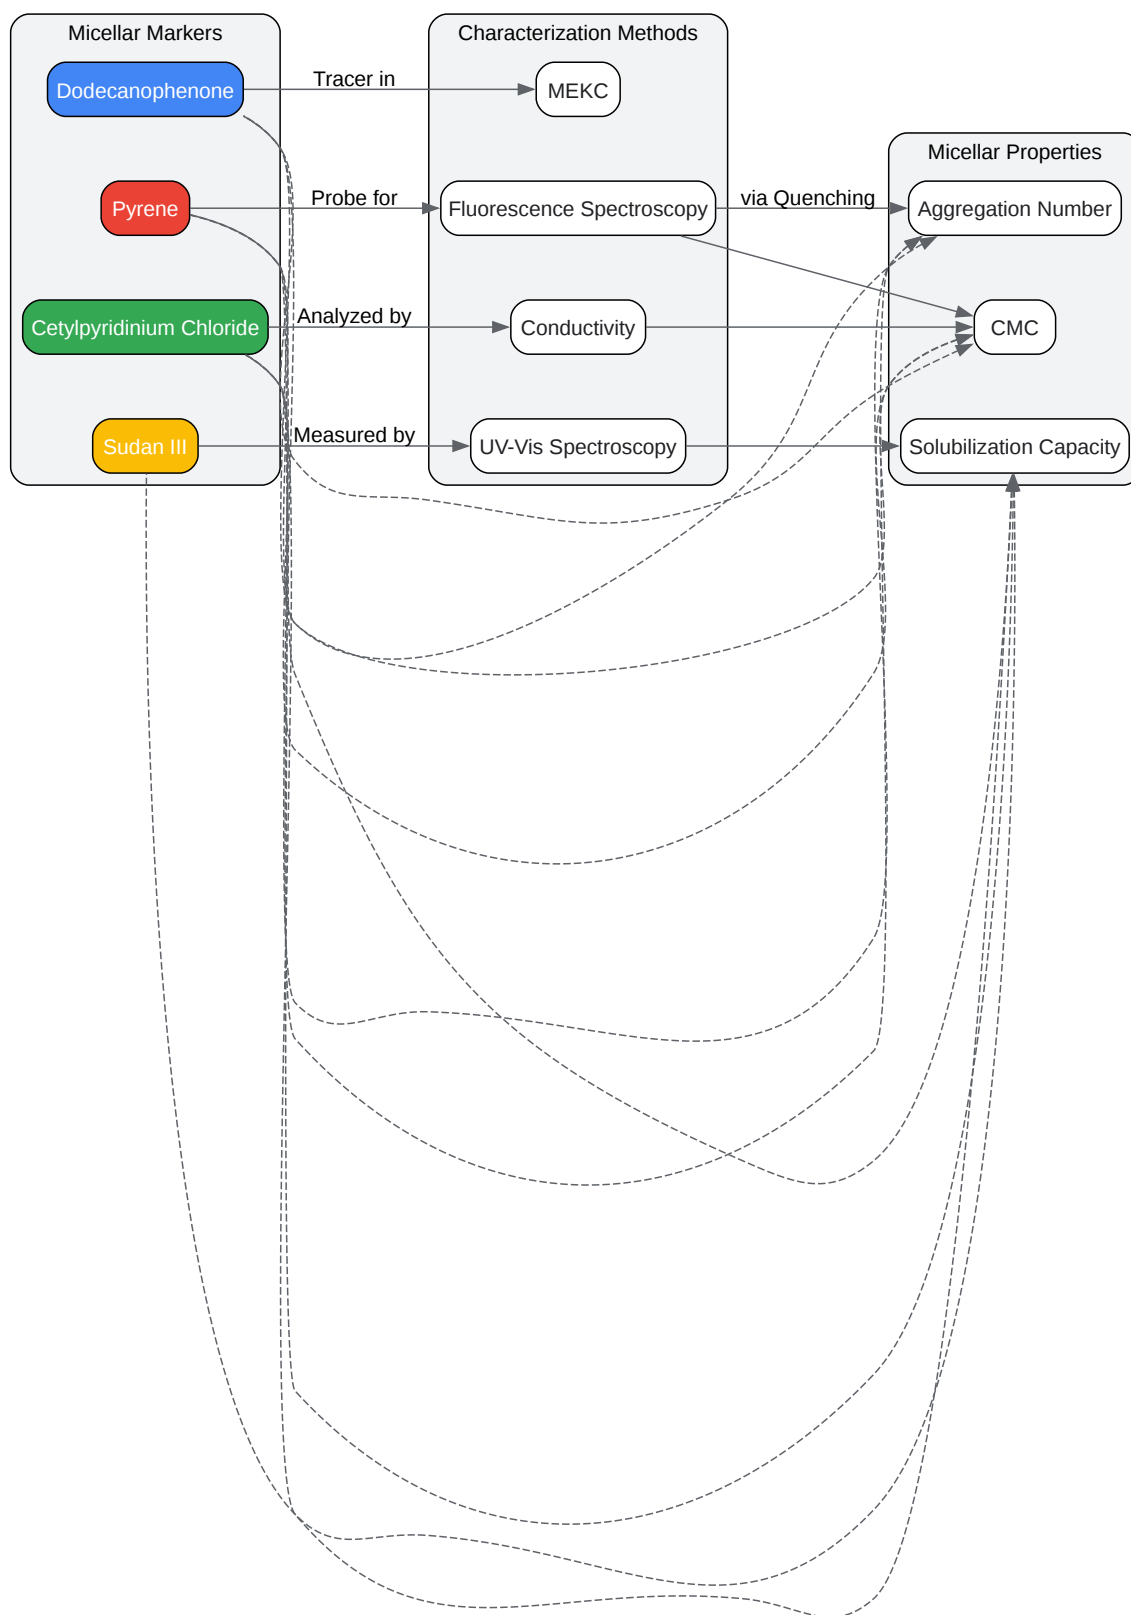 Micellar Markers
Characterization Methods
Dodecanophenone
Tracer in
MEKC
Micellar Properties
Pyrene
Probe for
Fluorescence Spectroscopy
via Quenching
Aggregation Number
Cetylpyridinium Chloride
Analyzed by
Conductivity
CMC
Sudan III
Measured by
UV-Vis Spectroscopy
Solubilization Capacity